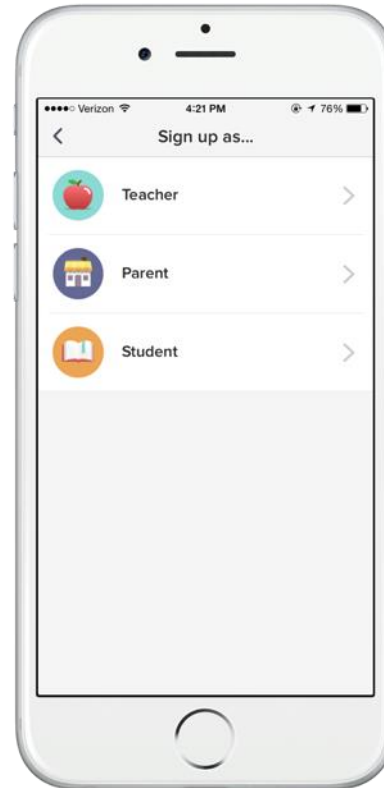 Verizon 4:21 PM 76%
Sign up as...
Teacher
Parent
Student